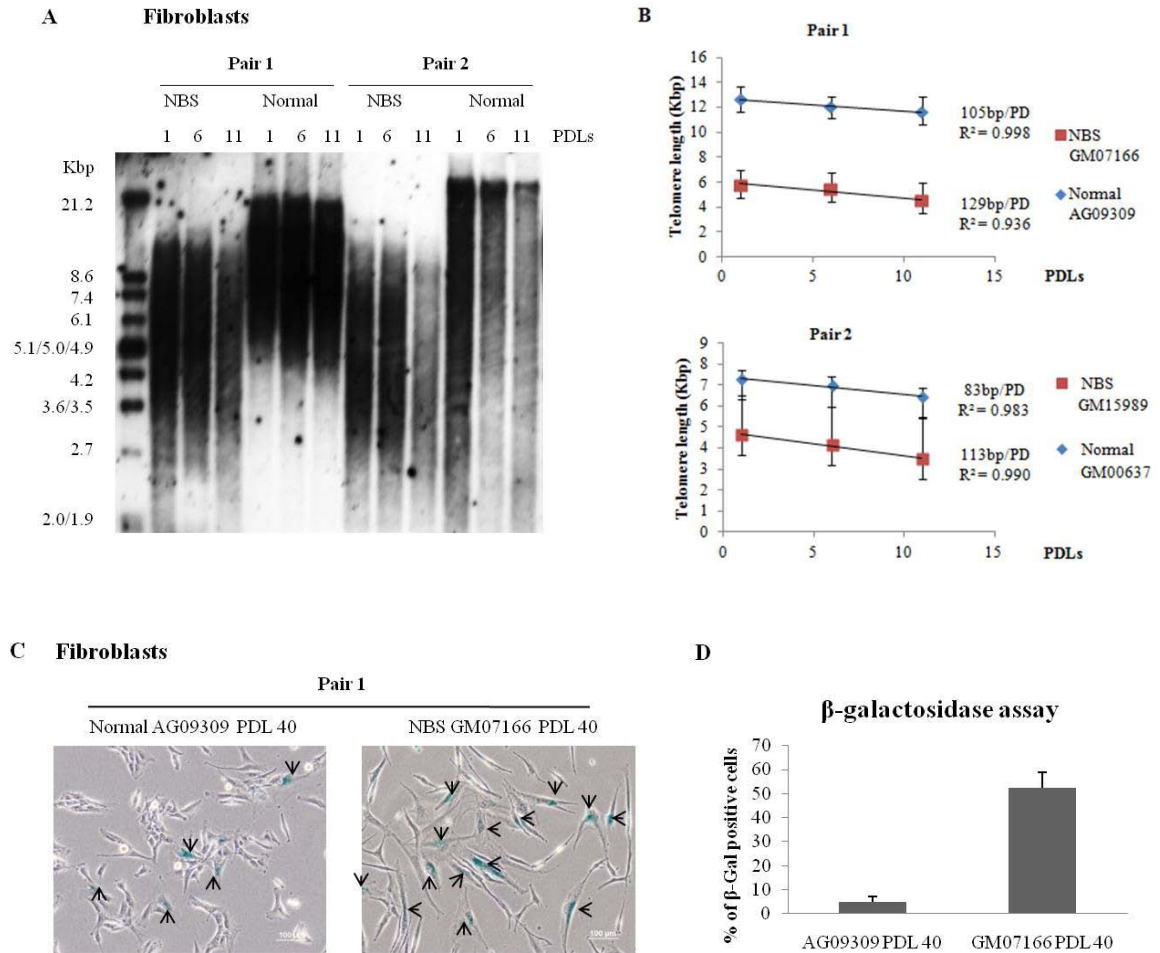 A
Fibroblasts
Pair 1
Pair 2
NBS
Normal
NBS
Normal
1 6 11 1 6 11 1 6 11 1 6 11 PDLs
Kbp
21.2
8.6
7.4
6.1
5.1/5.0/4.9
4.2
3.6/3.5
2.7
2.0/1.9
B
Pair 1
Telomere length (Kbp)
16
14
12
10
8
6
4
2
0
0 5 10 15
PDLs
105bp/PD
R² = 0.998
129bp/PD
R² = 0.936
NBS
GM07166
Normal
AG09309
Pair 2
Telomere length (Kbp)
9
8
7
6
5
4
3
2
1
0
0 5 10 15
PDLs
83bp/PD
R² = 0.983
113bp/PD
R² = 0.990
NBS
GM15989
Normal
GM00637
C
Fibroblasts
Pair 1
Normal AG09309 PDL 40
NBS GM07166 PDL 40
100 μm
D
β-galactosidase assay
% of β-Gal positive cells
70
60
50
40
30
20
10
0
AG09309 PDL 40
GM07166 PDL 40